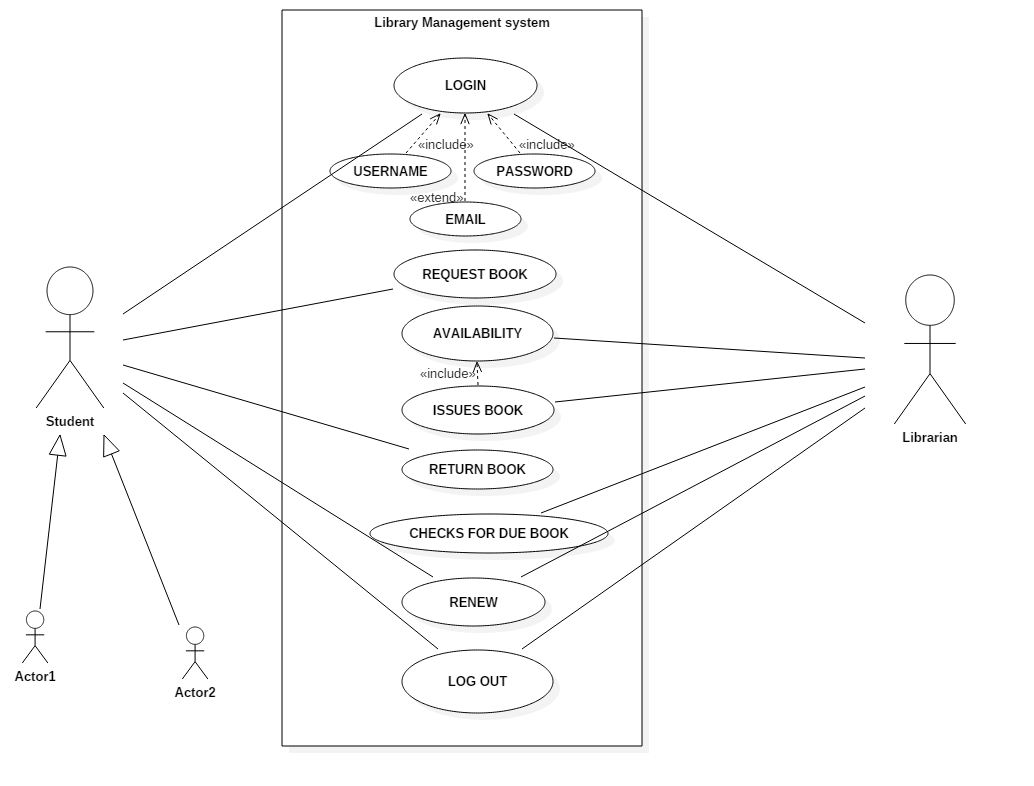 Library Management system
LOGIN
«include»
«include»
USERNAME
PASSWORD
«extend»
EMAIL
REQUEST BOOK
AVAILABILITY
«include»
ISSUES BOOK
Student
Librarian
RETURN BOOK
CHECKS FOR DUE BOOK
RENEW
Actor1
LOG OUT
Actor2